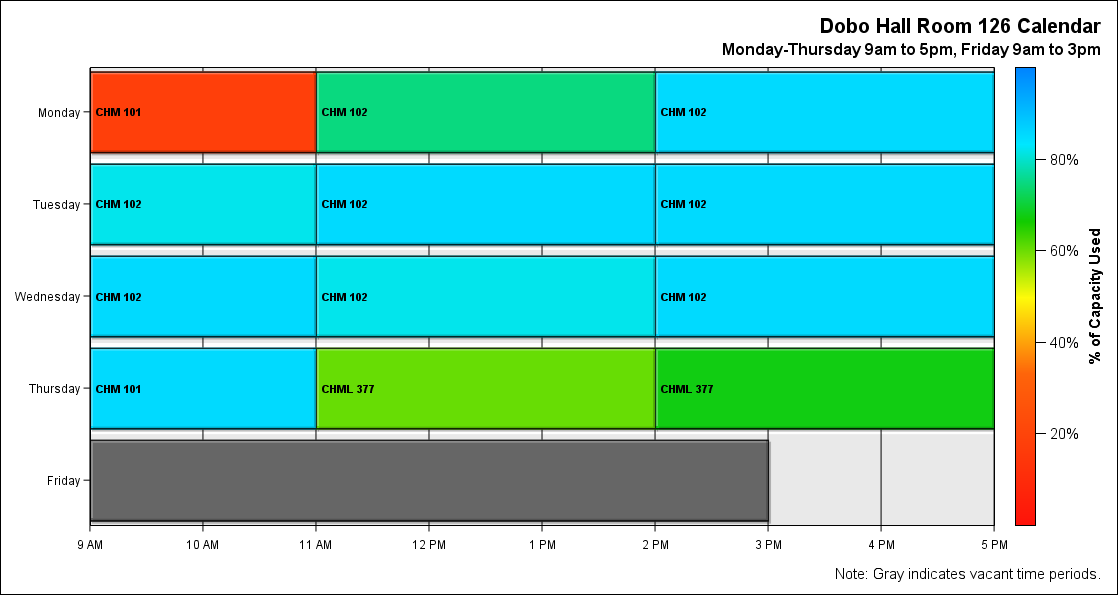 Dobo Hall Room 126 Calendar
Monday-Thursday 9am to 5pm, Friday 9am to 3pm
Monday
CHM 101
CHM 102
CHM 102
Tuesday
CHM 102
CHM 102
CHM 102
Wednesday
CHM 102
CHM 102
CHM 102
Thursday
CHM 101
CHML 377
CHML 377
Friday
9 AM
10 AM
11 AM
12 PM
1 PM
2 PM
3 PM
4 PM
5 PM
80%
60%
40%
20%
% of Capacity Used
Note: Gray indicates vacant time periods.